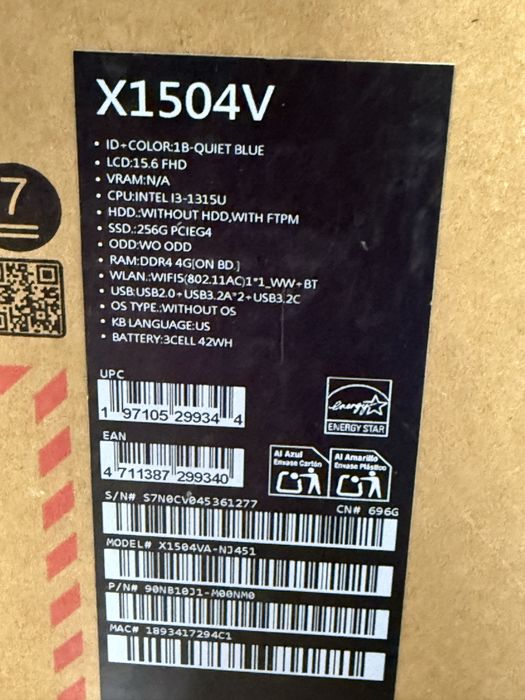 X1504V
• ID+COLOR:1B-QUIET BLUE
• LCD:15.6 FHD
• VRAM:N/A
• CPU:INTEL I3-1315U
• HDD.:WITHOUT HDD,WITH FTPM
• SSD.:256G PCIEG4
• ODD:WO ODD
• RAM:DDR4 4G[ON BD.]
• WLAN.:WIFI5(802.11AC)1*1_WW+BT
• USB:USB2.0+USB3.2A*2+USB3.2C
• OS TYPE.:WITHOUT OS
• KB LANGUAGE:US
• BATTERY:3CELL 42WH
7
UPC
1 97105 29934 4
energy
ENERGY STAR
EAN
4 711387 299340
Al Azul
Envase Cartón
Al Amarillo
Envase Plástico
S/N# S7N0CV045361277
CN# 696G
MODEL# X1504VA-NJ451
P/N# 90NB10J1-M00NM0
MAC# 1893417294C1